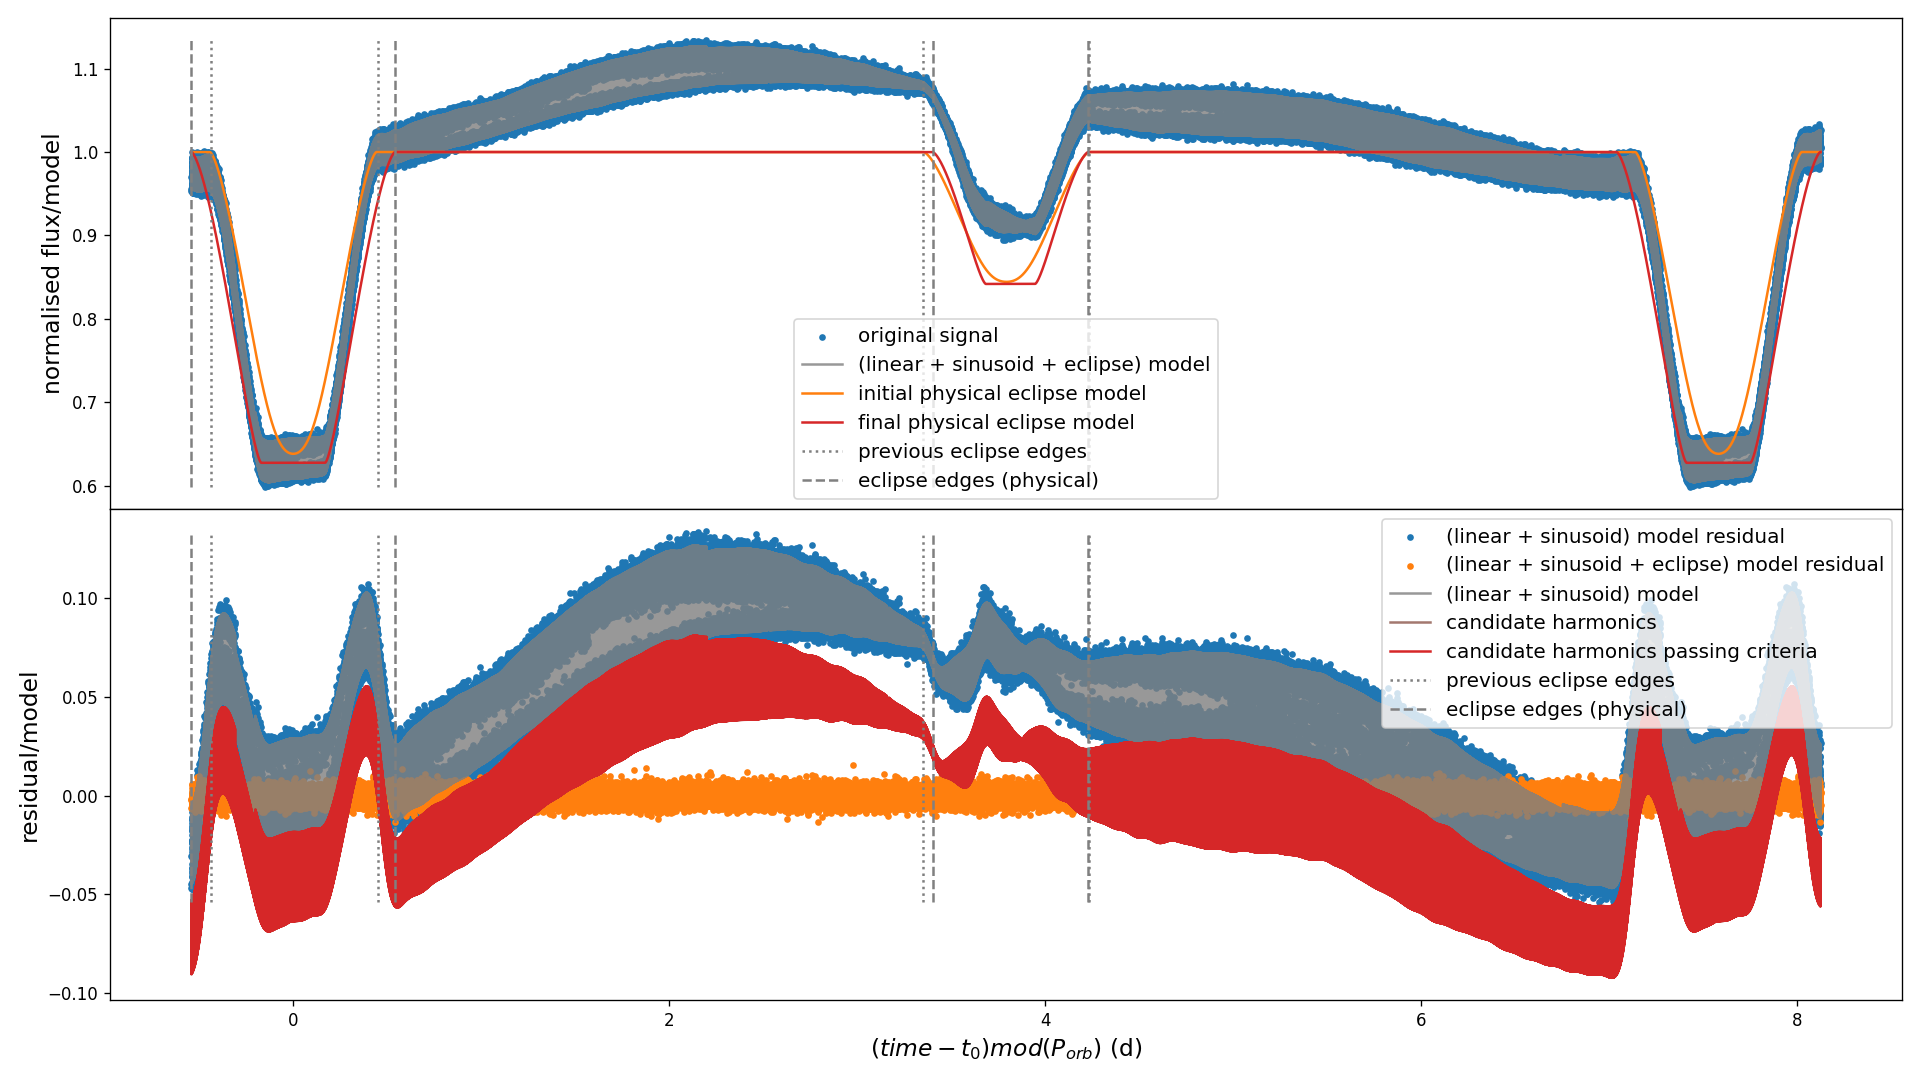 normalised flux/model
1.1
1.0
0.9
0.8
0.7
0.6
original signal
(linear + sinusoid + eclipse) model
initial physical eclipse model
final physical eclipse model
previous eclipse edges
eclipse edges (physical)
residual/model
0.10
0.05
0.00
−0.05
−0.10
(linear + sinusoid) model residual
(linear + sinusoid + eclipse) model residual
(linear + sinusoid) model
candidate harmonics
candidate harmonics passing criteria
previous eclipse edges
eclipse edges (physical)
0 2 4 6 8
(time − t₀)mod(P_orb) (d)